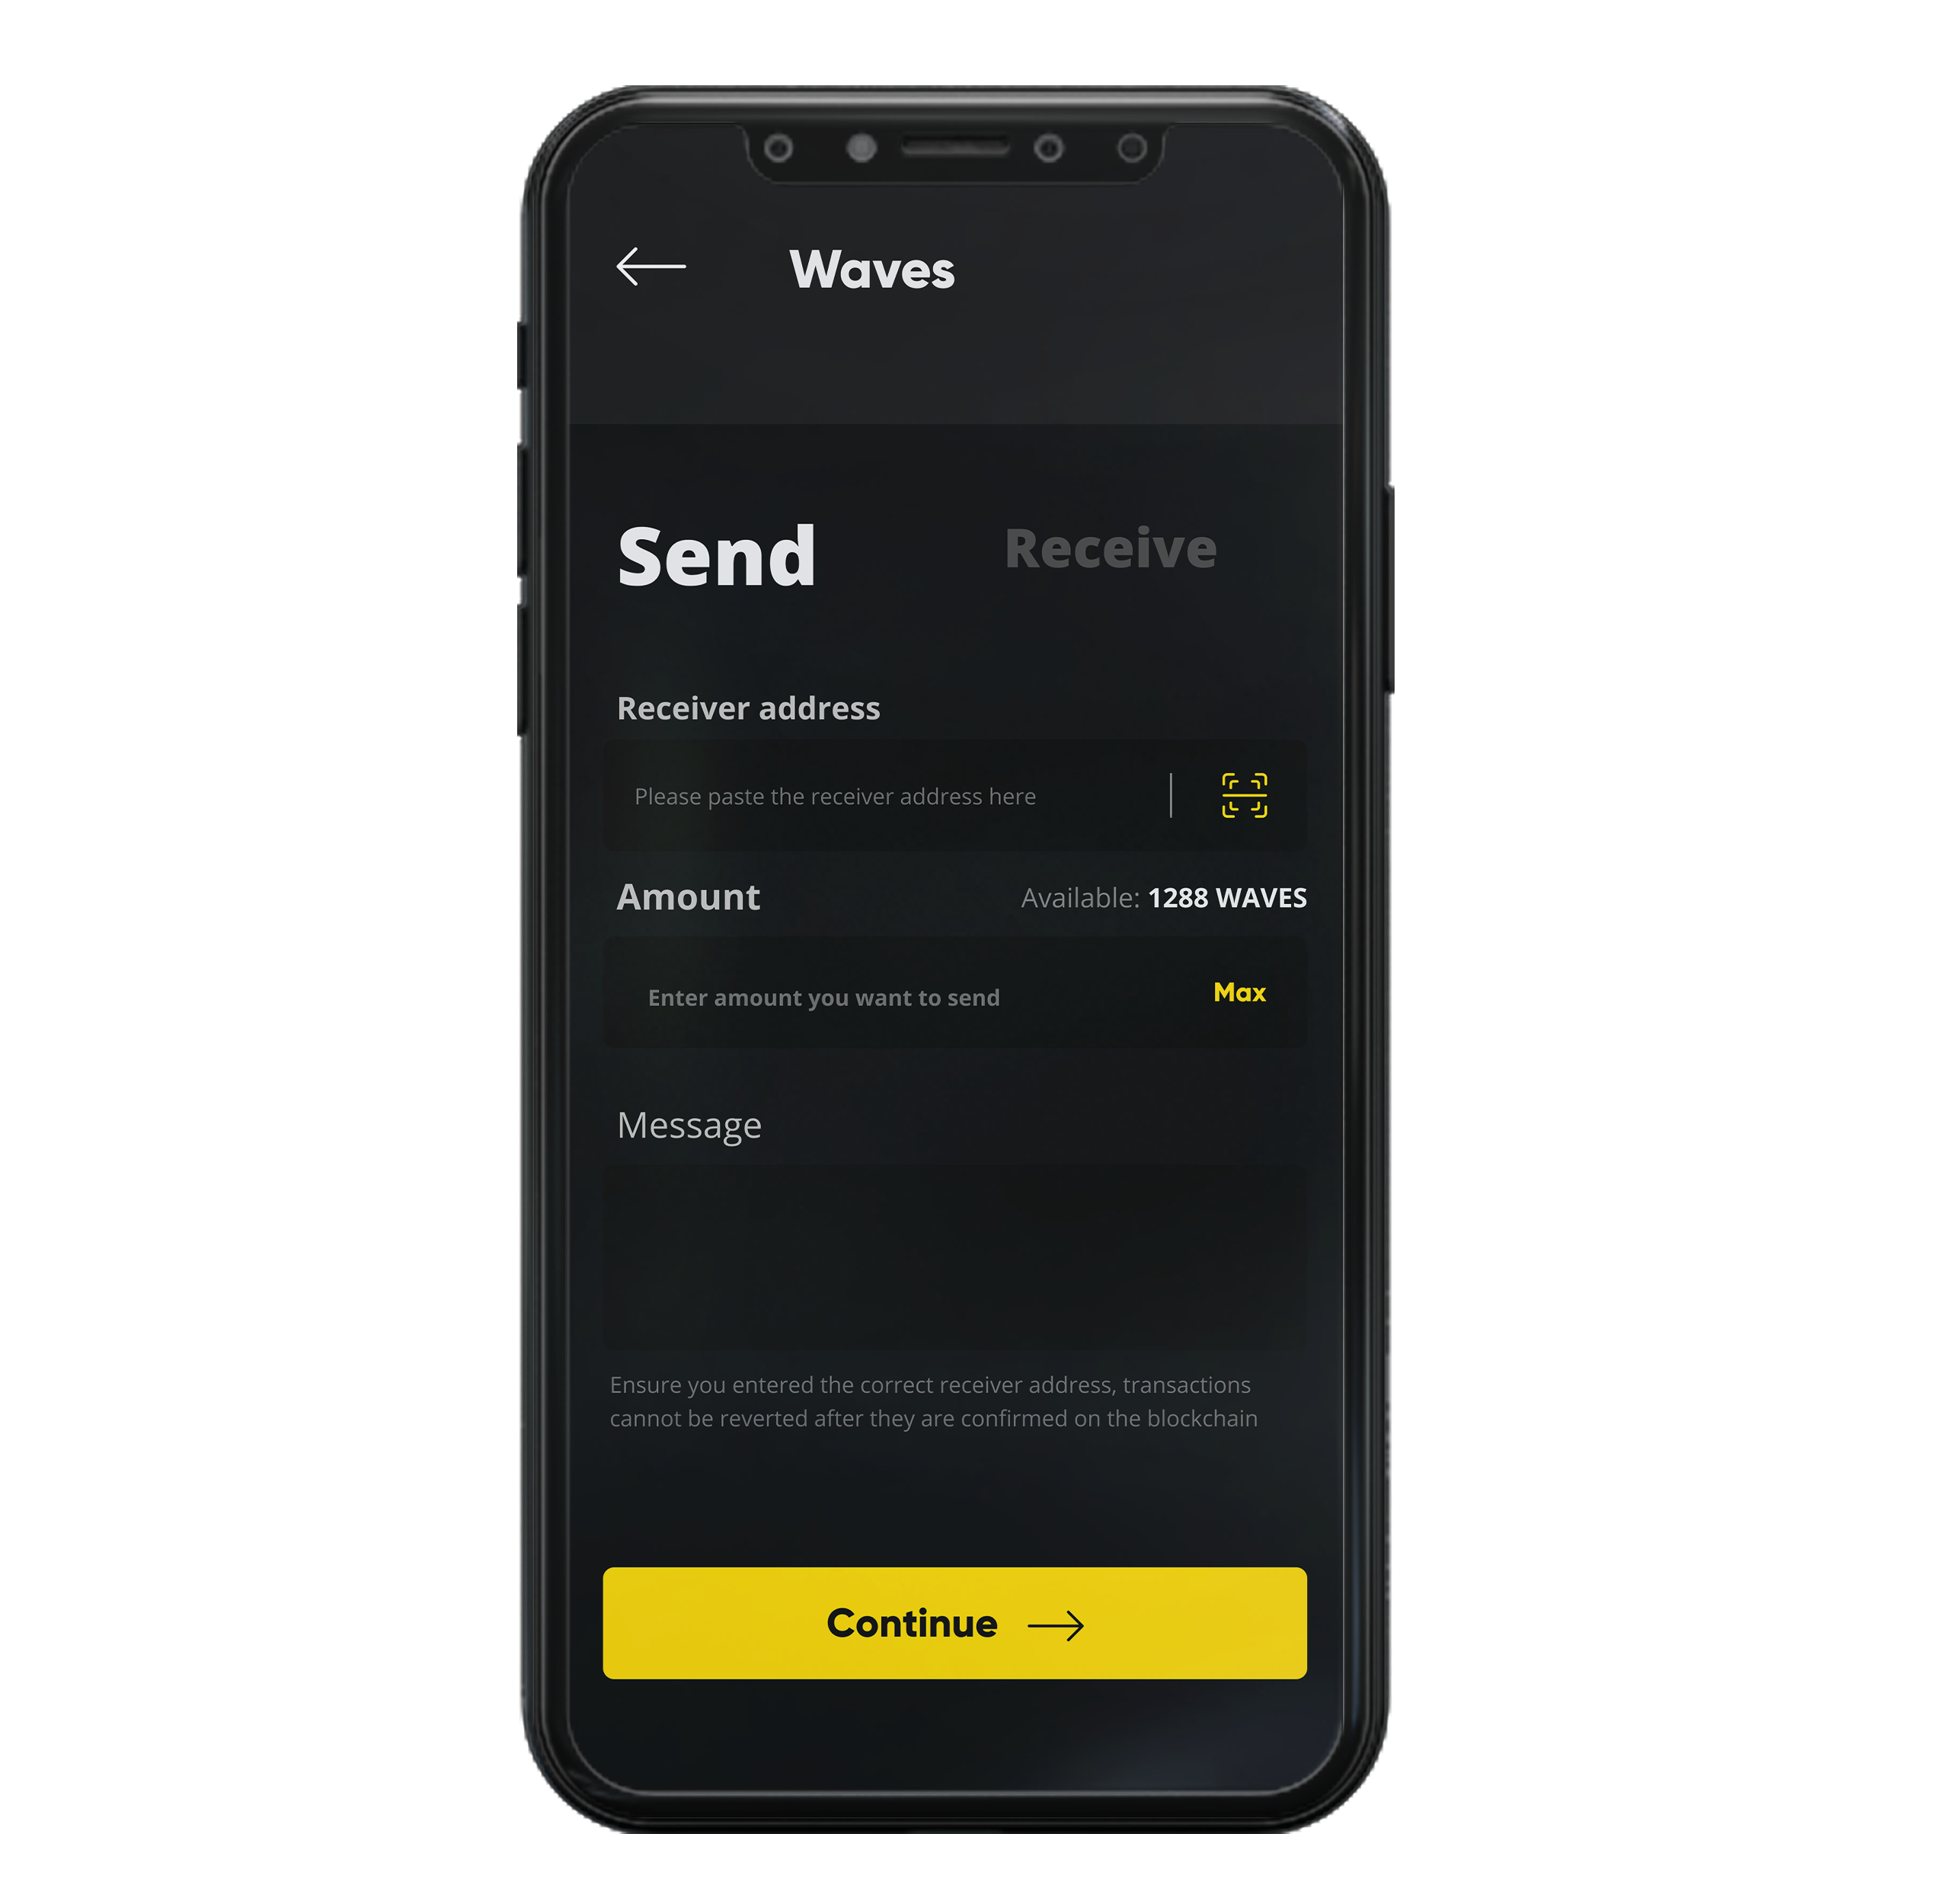 Waves
Send
Receive
Receiver address
Please paste the receiver address here
Amount
Available: 1288 WAVES
Enter amount you want to send
Max
Message
Ensure you entered the correct receiver address, transactions
cannot be reverted after they are confirmed on the blockchain
Continue